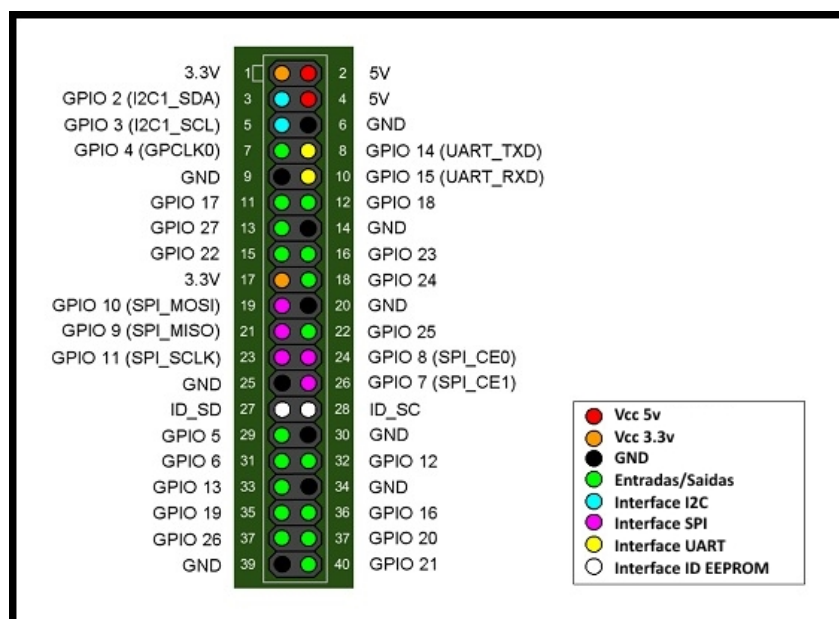 3.3V 1 2 5V
GPIO 2 (I2C1_SDA) 3 4 5V
GPIO 3 (I2C1_SCL) 5 6 GND
GPIO 4 (GPCLK0) 7 8 GPIO 14 (UART_TXD)
GND 9 10 GPIO 15 (UART_RXD)
GPIO 17 11 12 GPIO 18
GPIO 27 13 14 GND
GPIO 22 15 16 GPIO 23
3.3V 17 18 GPIO 24
GPIO 10 (SPI_MOSI) 19 20 GND
GPIO 9 (SPI_MISO) 21 22 GPIO 25
GPIO 11 (SPI_SCLK) 23 24 GPIO 8 (SPI_CE0)
GND 25 26 GPIO 7 (SPI_CE1)
ID_SD 27 28 ID_SC
GPIO 5 29 30 GND
GPIO 6 31 32 GPIO 12
GPIO 13 33 34 GND
GPIO 19 35 36 GPIO 16
GPIO 26 37 37 GPIO 20
GND 39 40 GPIO 21
Vcc 5v
Vcc 3.3v
GND
Entradas/Saidas
Interface I2C
Interface SPI
Interface UART
Interface ID EEPROM